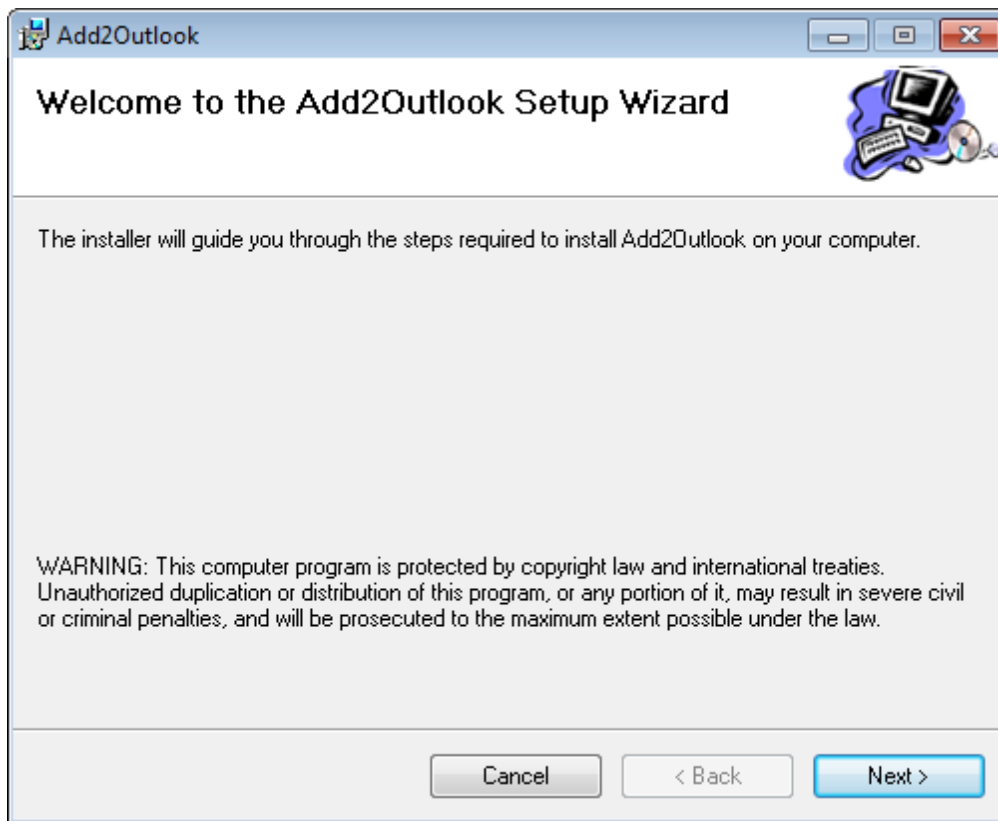 Add2Outlook
Welcome to the Add2Outlook Setup Wizard
The installer will guide you through the steps required to install Add2Outlook on your computer.
WARNING: This computer program is protected by copyright law and international treaties.
Unauthorized duplication or distribution of this program, or any portion of it, may result in severe civil
or criminal penalties, and will be prosecuted to the maximum extent possible under the law.
Cancel
< Back
Next >